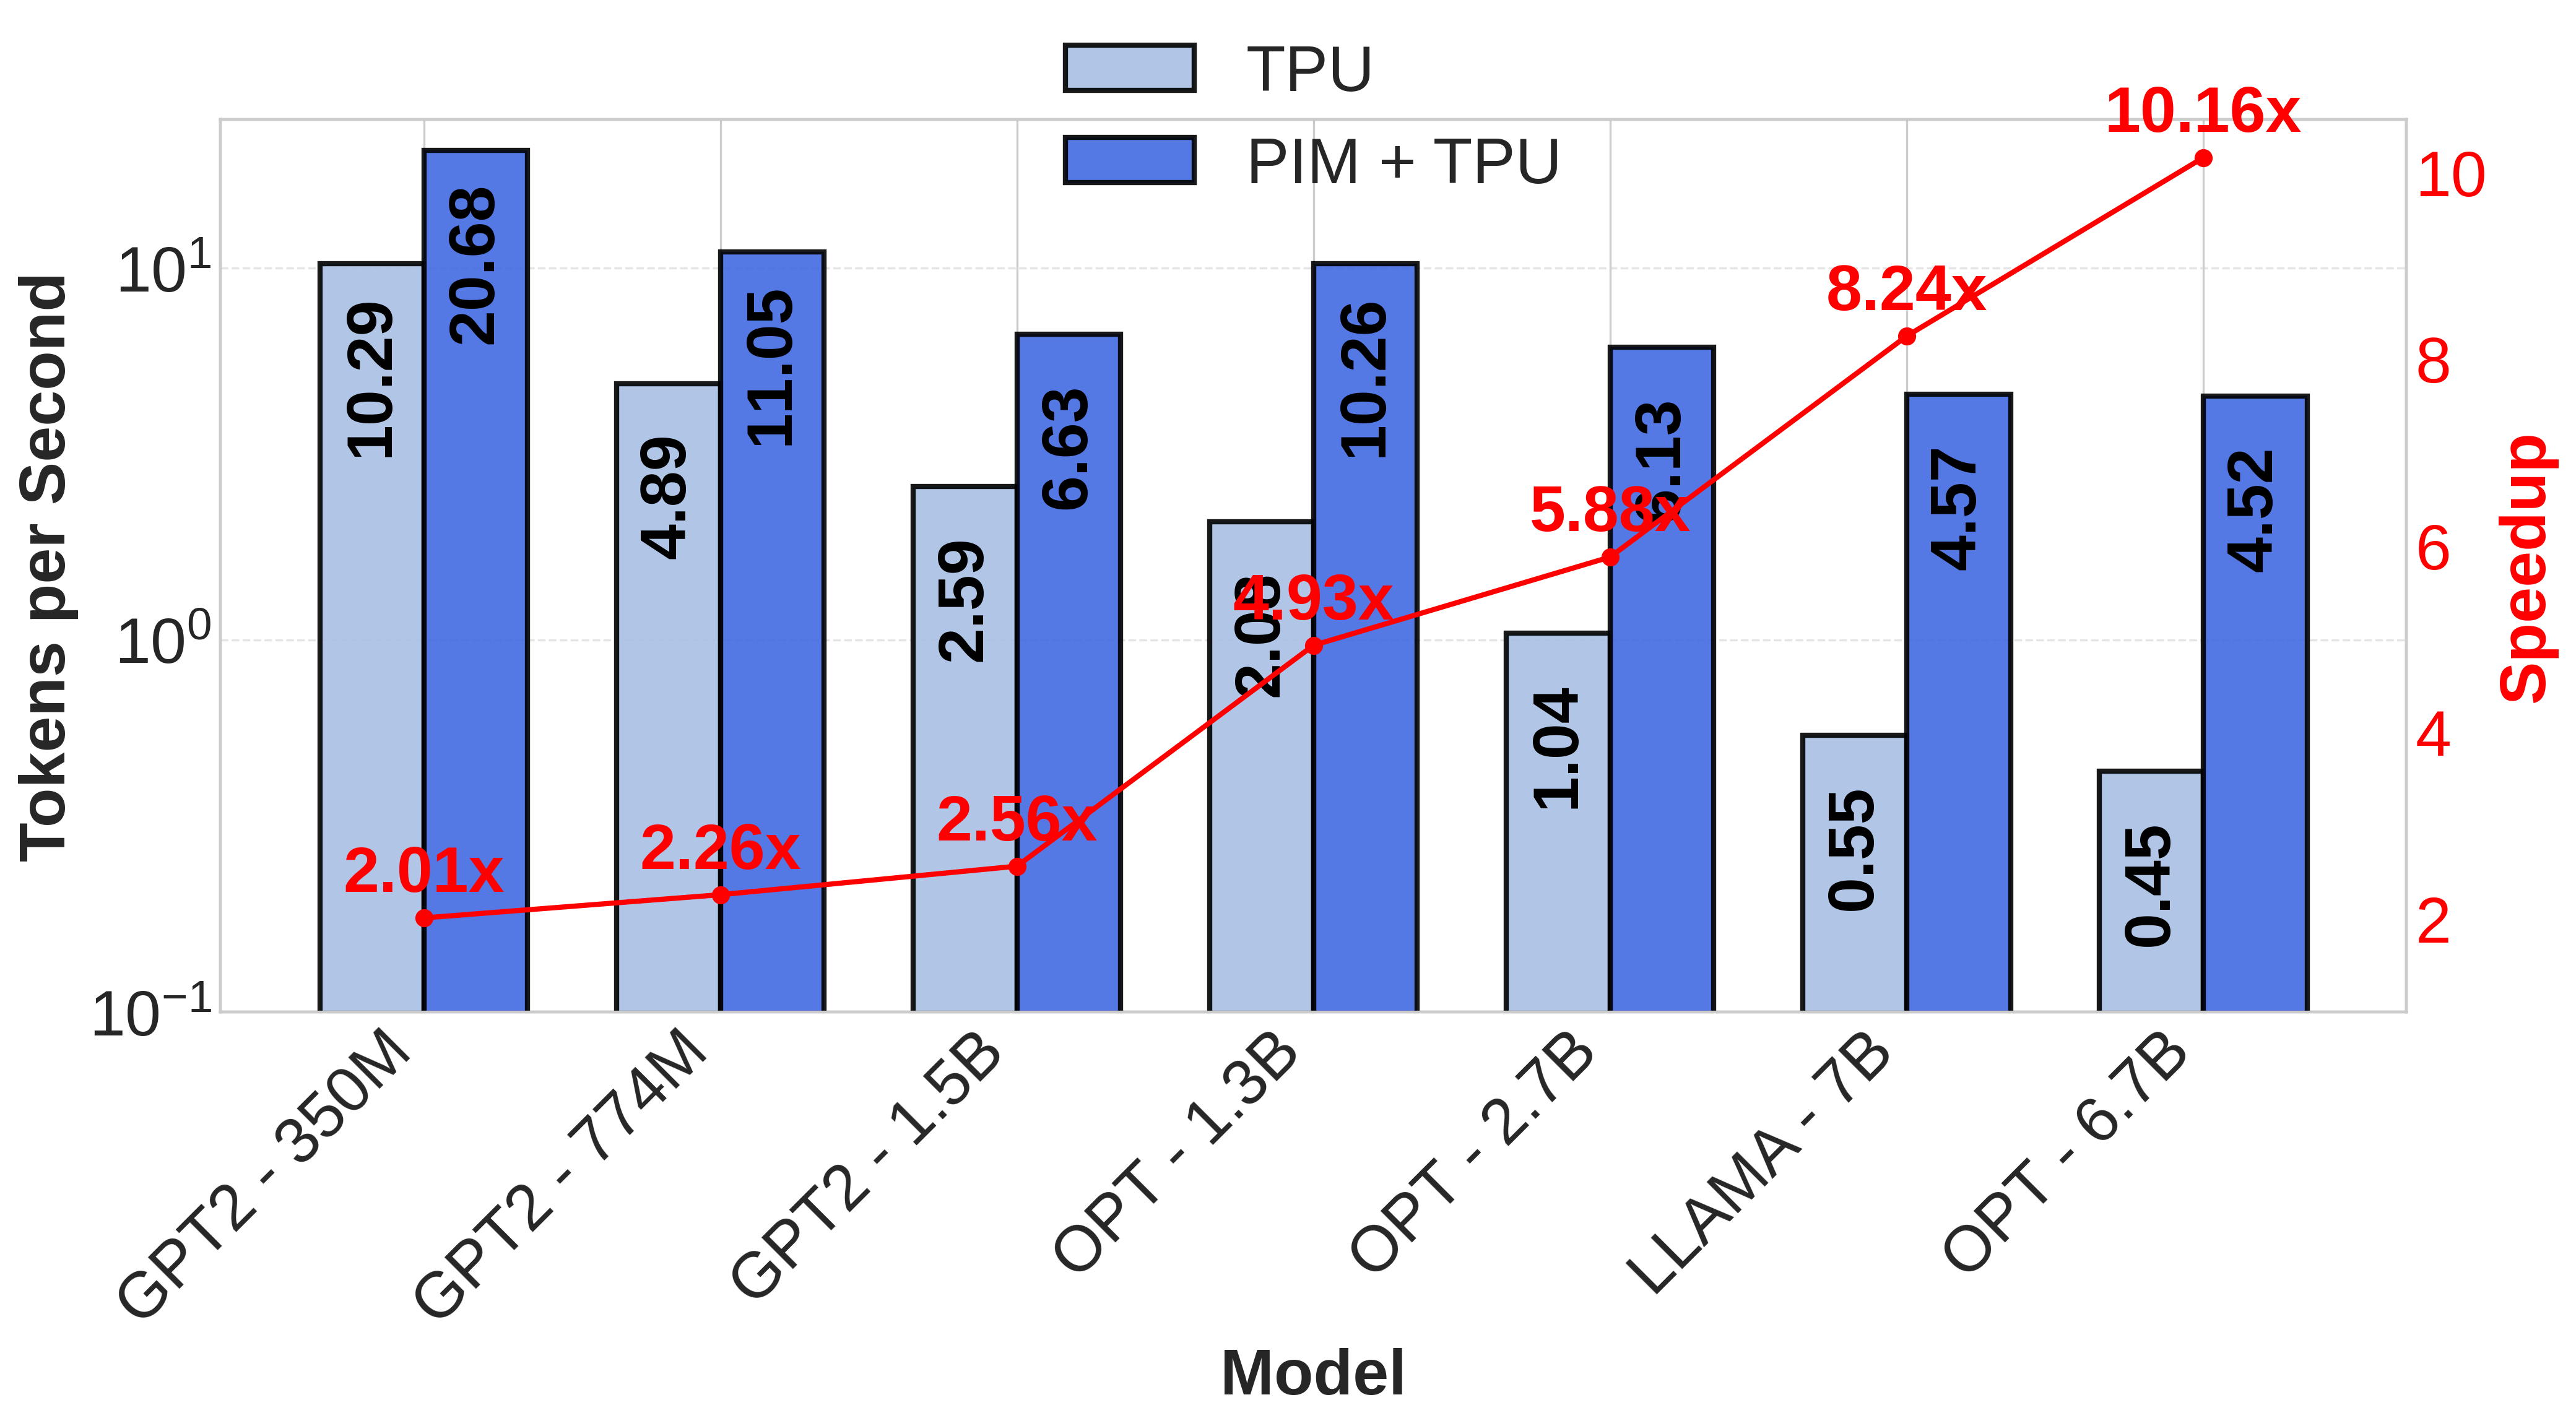 TPU
PIM + TPU
Tokens per Second
10¹
10⁰
10⁻¹
10.29
20.68
4.89
11.05
2.59
6.63
2.08
10.26
1.04
6.13
0.55
4.57
0.45
4.52
2.01x
2.26x
2.56x
4.93x
5.88x
8.24x
10.16x
10
8
6
4
2
Speedup
GPT2 - 350M
GPT2 - 774M
GPT2 - 1.5B
OPT - 1.3B
OPT - 2.7B
LLAMA - 7B
OPT - 6.7B
Model